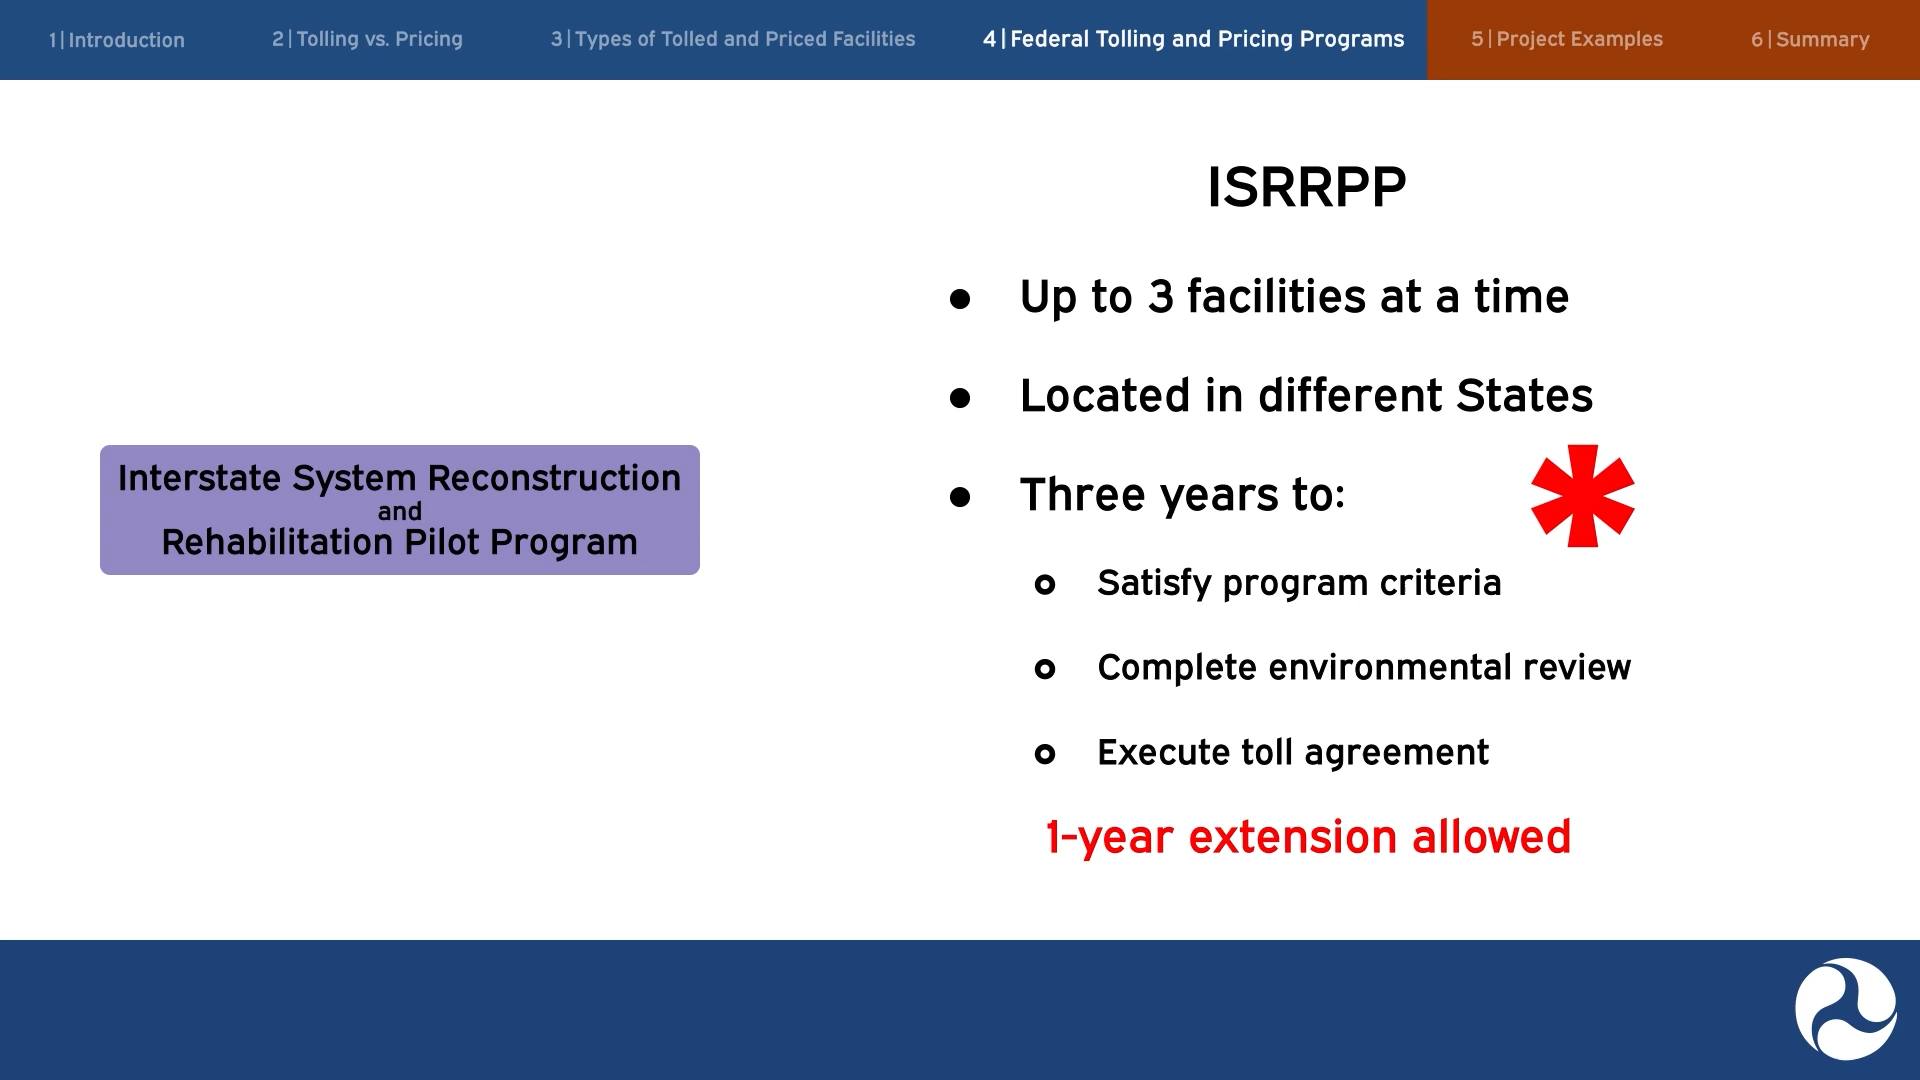 1|Introduction
2|Tolling vs. Pricing
3|Types of Tolled and Priced Facilities
4|Federal Tolling and Pricing Programs
5|Project Examples
6|Summary
Interstate System Reconstruction
and
Rehabilitation Pilot Program
ISRRPP
● Up to 3 facilities at a time
● Located in different States
● Three years to: *
○ Satisfy program criteria
○ Complete environmental review
○ Execute toll agreement
1-year extension allowed